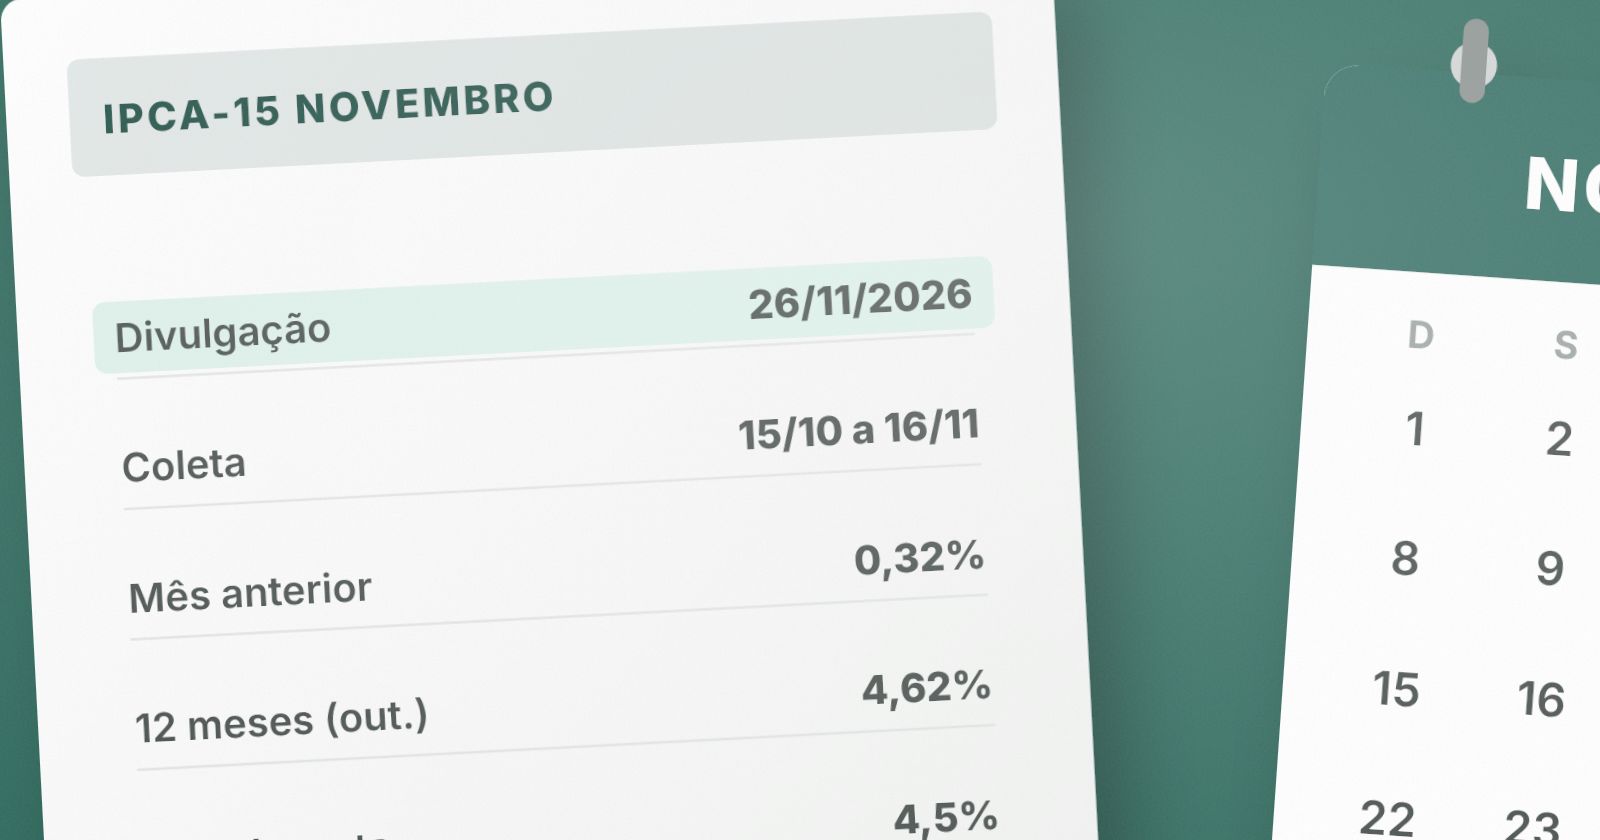 IPCA-15 NOVEMBRO
Divulgação 26/11/2026
Coleta 15/10 a 16/11
Mês anterior 0,32%
12 meses (out.) 4,62%
4,5%
D S
1 2
8 9
15 16
22 23